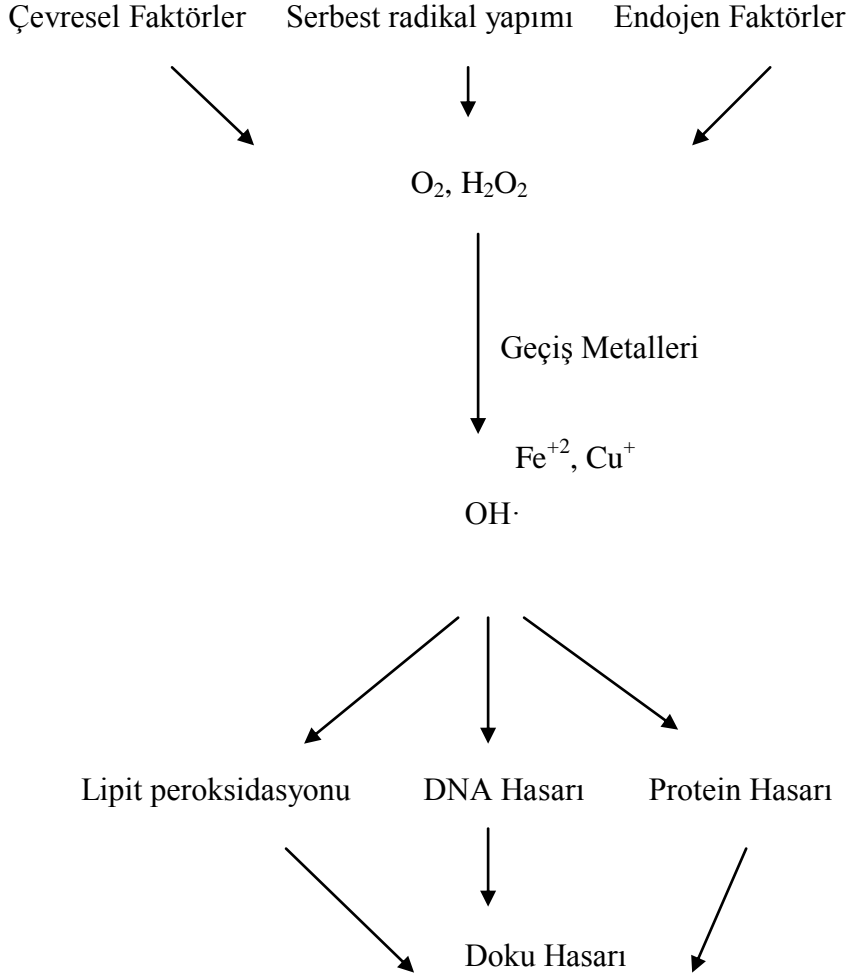 Çevresel Faktörler Serbest radikal yapımı Endojen Faktörler
O₂, H₂O₂
Geçiş Metalleri
Fe⁺², Cu⁺
OH·
Lipit peroksidasyonu DNA Hasarı Protein Hasarı
Doku Hasarı